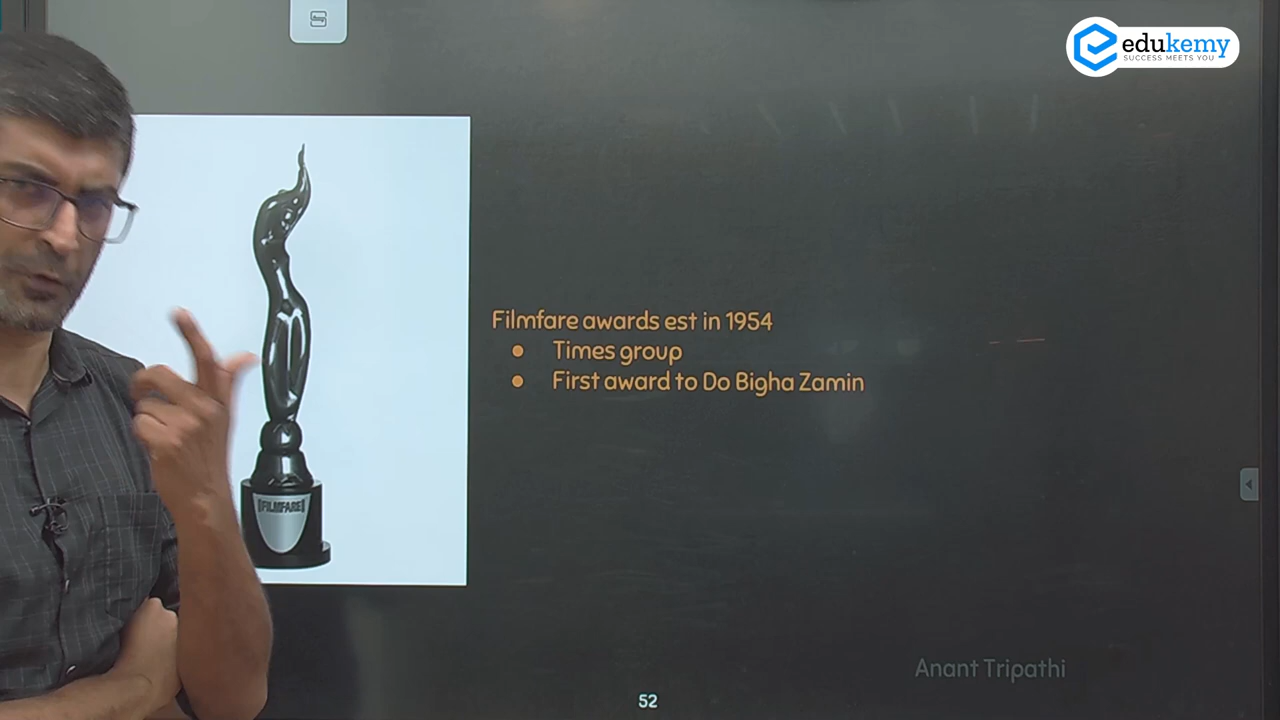 edukemy
SUCCESS MEETS YOU
FILMFARE
Filmfare awards est in 1954
Times group
First award to Do Bigha Zamin
Anant Tripathi
52